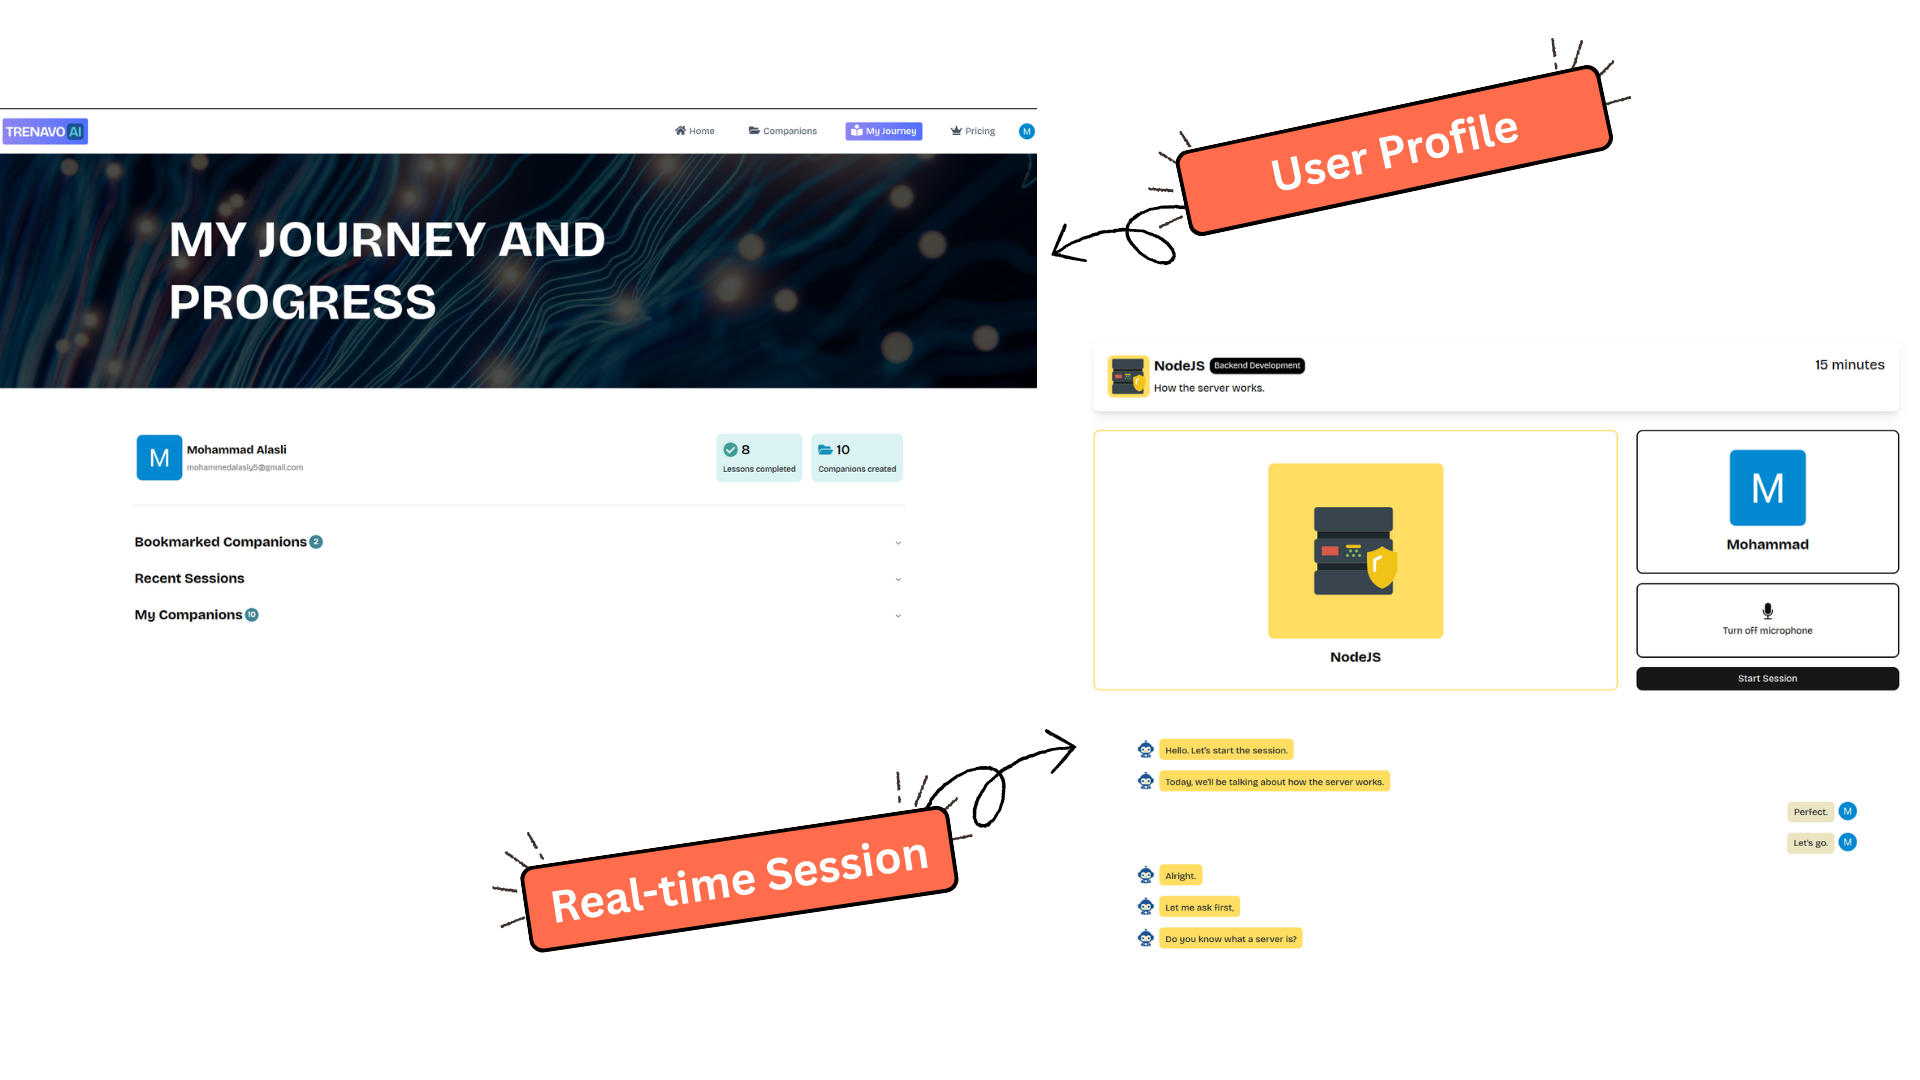 TRENAVO AI
Home
Companions
My Journey
Pricing
M
MY JOURNEY AND
PROGRESS
M
Mohammad Alasli
mohammedalasly5@gmail.com
8
Lessons completed
10
Companions created
Bookmarked Companions 2
Recent Sessions
My Companions 10
User Profile
NodeJS Backend Development
How the server works.
15 minutes
NodeJS
M
Mohammad
Turn off microphone
Start Session
Hello. Let's start the session.
Today, we'll be talking about how the server works.
Perfect. M
Let's go. M
Alright.
Let me ask first,
Do you know what a server is?
Real-time Session